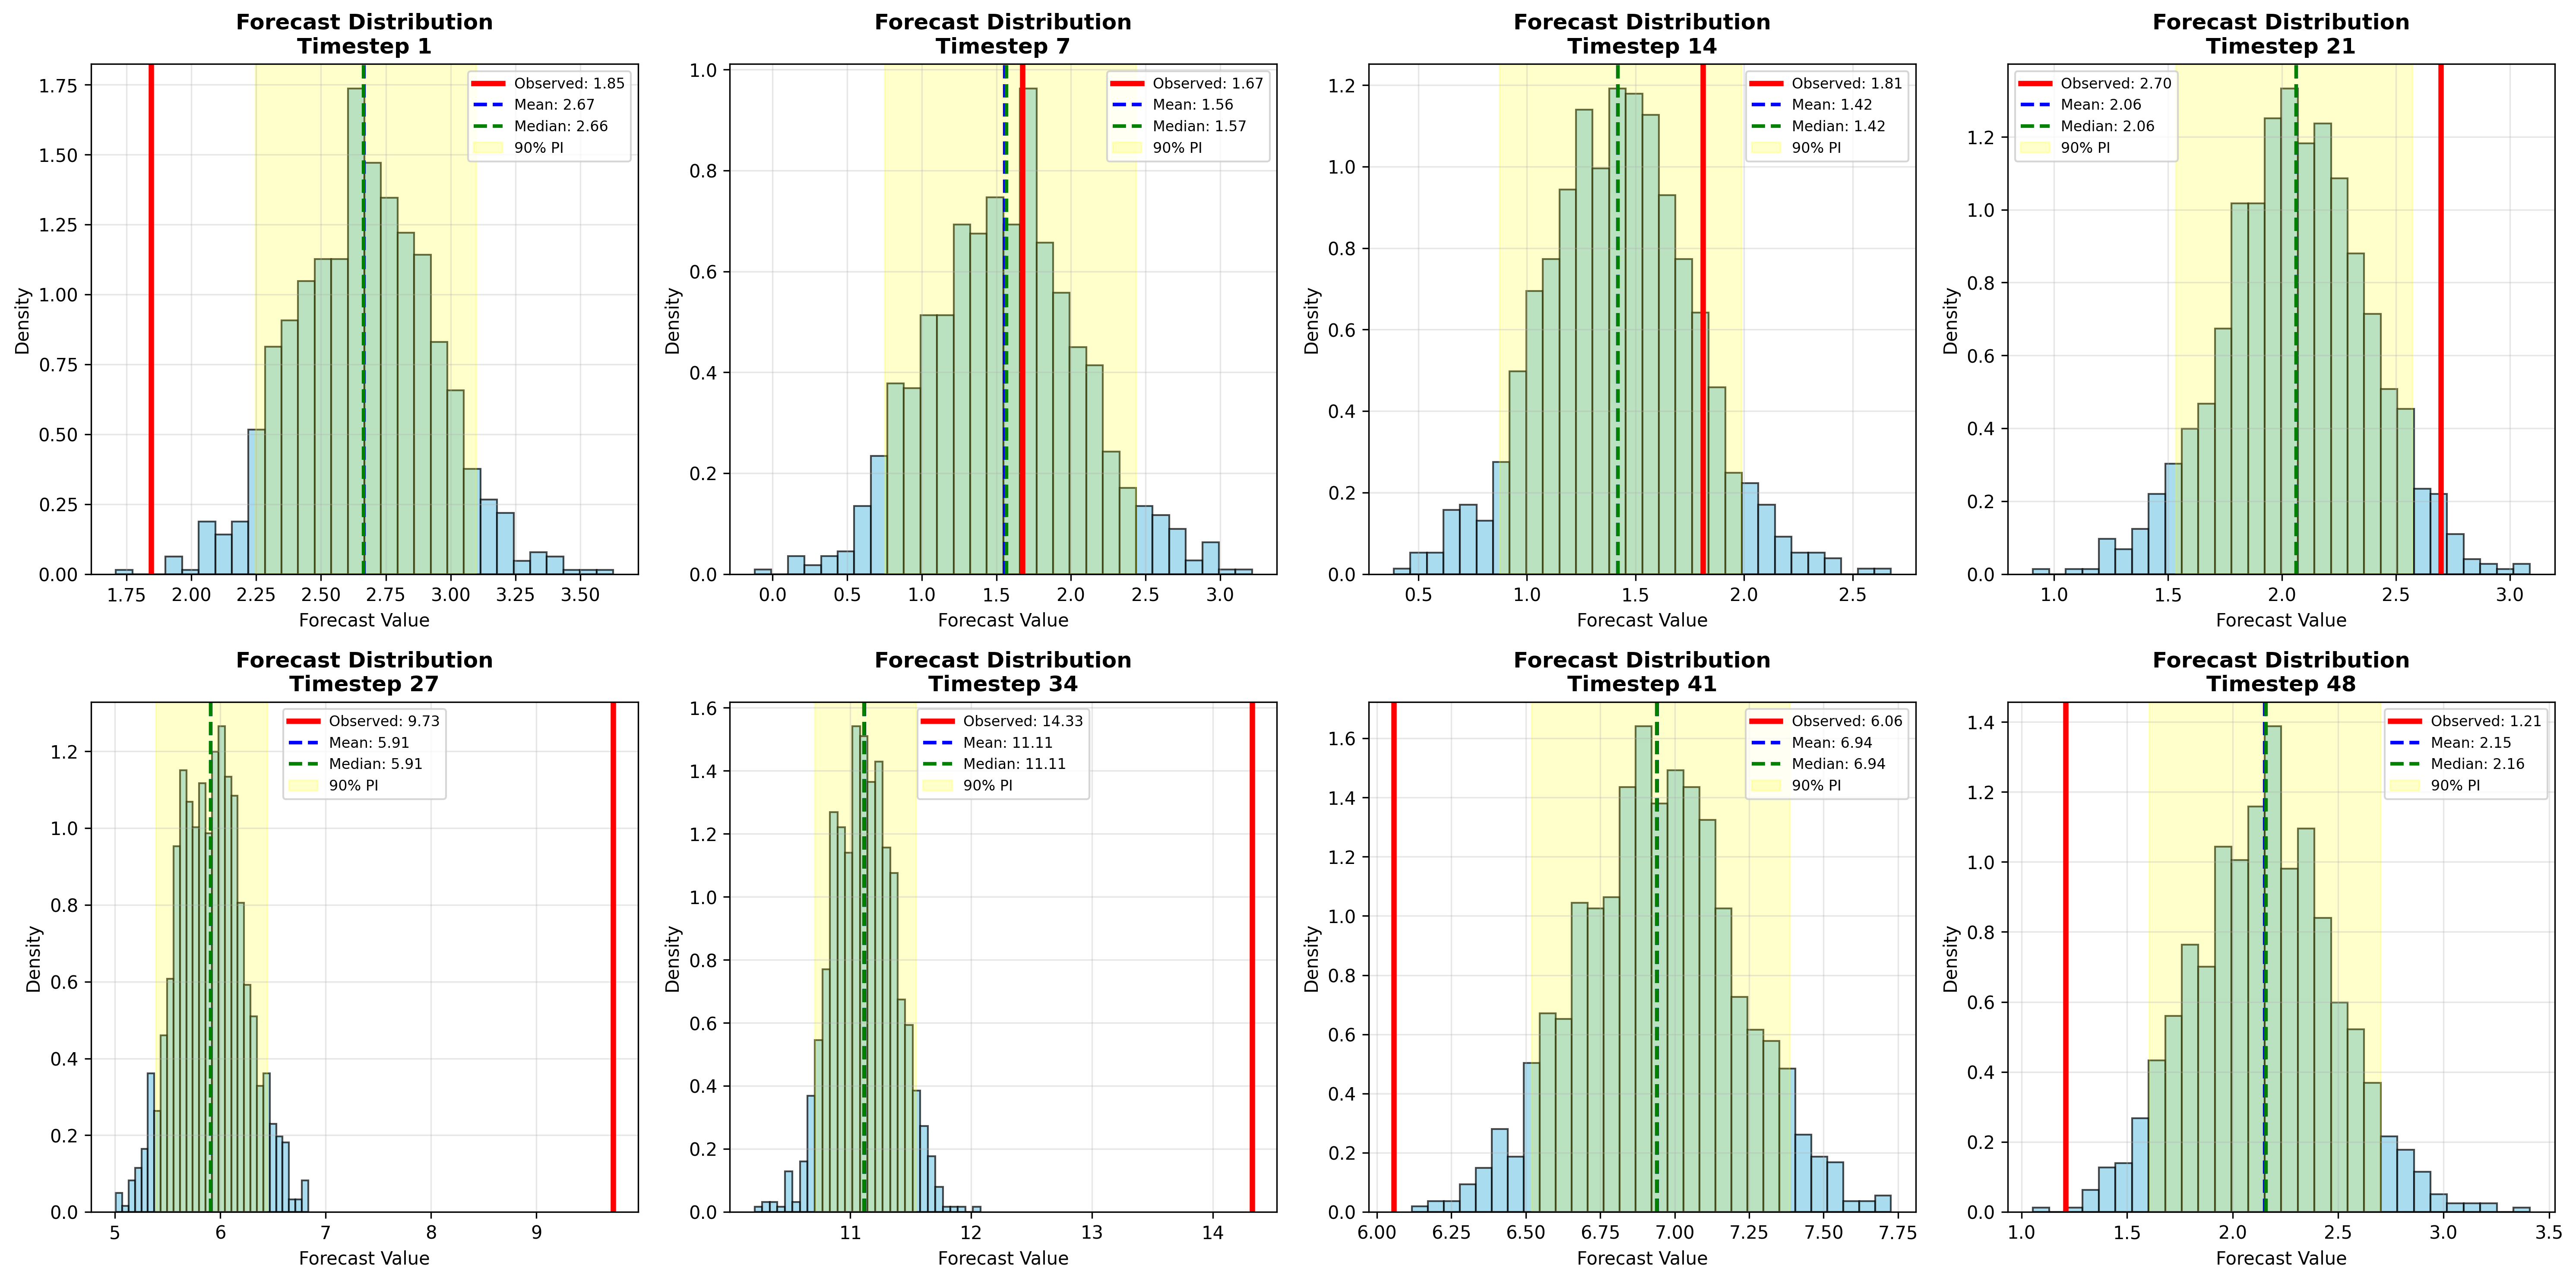 Forecast Distribution
Timestep 1
Observed: 1.85
Mean: 2.67
Median: 2.66
90% PI
Density
1.75
1.50
1.25
1.00
0.75
0.50
0.25
0.00
1.75 2.00 2.25 2.50 2.75 3.00 3.25 3.50
Forecast Value
Forecast Distribution
Timestep 7
Observed: 1.67
Mean: 1.56
Median: 1.57
90% PI
Density
1.0
0.8
0.6
0.4
0.2
0.0
0.0 0.5 1.0 1.5 2.0 2.5 3.0
Forecast Value
Forecast Distribution
Timestep 14
Observed: 1.81
Mean: 1.42
Median: 1.42
90% PI
Density
1.2
1.0
0.8
0.6
0.4
0.2
0.0
0.5 1.0 1.5 2.0 2.5
Forecast Value
Forecast Distribution
Timestep 21
Observed: 2.70
Mean: 2.06
Median: 2.06
90% PI
Density
1.2
1.0
0.8
0.6
0.4
0.2
0.0
1.0 1.5 2.0 2.5 3.0
Forecast Value
Forecast Distribution
Timestep 27
Observed: 9.73
Mean: 5.91
Median: 5.91
90% PI
Density
1.2
1.0
0.8
0.6
0.4
0.2
0.0
5 6 7 8 9
Forecast Value
Forecast Distribution
Timestep 34
Observed: 14.33
Mean: 11.11
Median: 11.11
90% PI
Density
1.6
1.4
1.2
1.0
0.8
0.6
0.4
0.2
0.0
11 12 13 14
Forecast Value
Forecast Distribution
Timestep 41
Observed: 6.06
Mean: 6.94
Median: 6.94
90% PI
Density
1.6
1.4
1.2
1.0
0.8
0.6
0.4
0.2
0.0
6.00 6.25 6.50 6.75 7.00 7.25 7.50 7.75
Forecast Value
Forecast Distribution
Timestep 48
Observed: 1.21
Mean: 2.15
Median: 2.16
90% PI
Density
1.4
1.2
1.0
0.8
0.6
0.4
0.2
0.0
1.0 1.5 2.0 2.5 3.0 3.5
Forecast Value